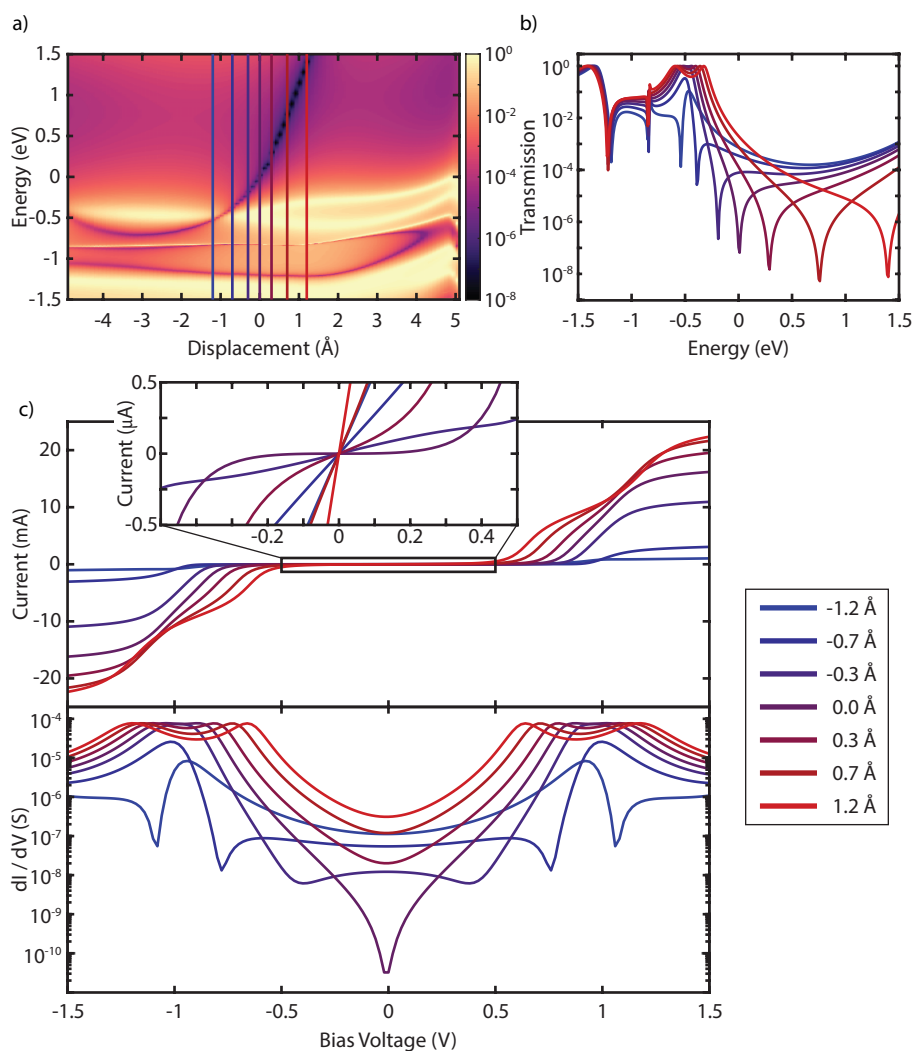 a)
1.5
0.5
0
-0.5
-1
-1.5
Energy (eV)
-4 -3 -2 -1 0 1 2 3 4 5
Displacement (Å)
10^0
10^-2
10^-4
10^-6
10^-8
b)
10^0
10^-2
10^-4
10^-6
10^-8
Transmission
-1.5 -1 -0.5 0 0.5 1 1.5
Energy (eV)
c)
0.5
0
-0.5
Current (μA)
-0.2 0 0.2 0.4
20
10
0
-10
-20
Current (mA)
10^-4
10^-5
10^-6
10^-7
10^-8
10^-9
10^-10
dI / dV (S)
-1.5 -1 -0.5 0 0.5 1 1.5
Bias Voltage (V)
-1.2 Å
-0.7 Å
-0.3 Å
0.0 Å
0.3 Å
0.7 Å
1.2 Å